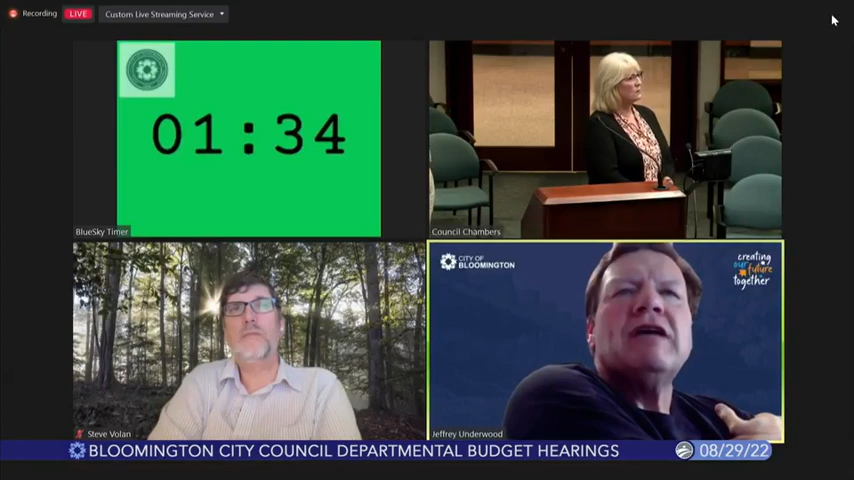 Recording
LIVE
Custom Live Streaming Service
01:34
BlueSky Timer
Council Chambers
CITY OF
BLOOMINGTON
creating
our future
together
Steve Volan
Jeffrey Underwood
BLOOMINGTON CITY COUNCIL DEPARTMENTAL BUDGET HEARINGS
08/29/22